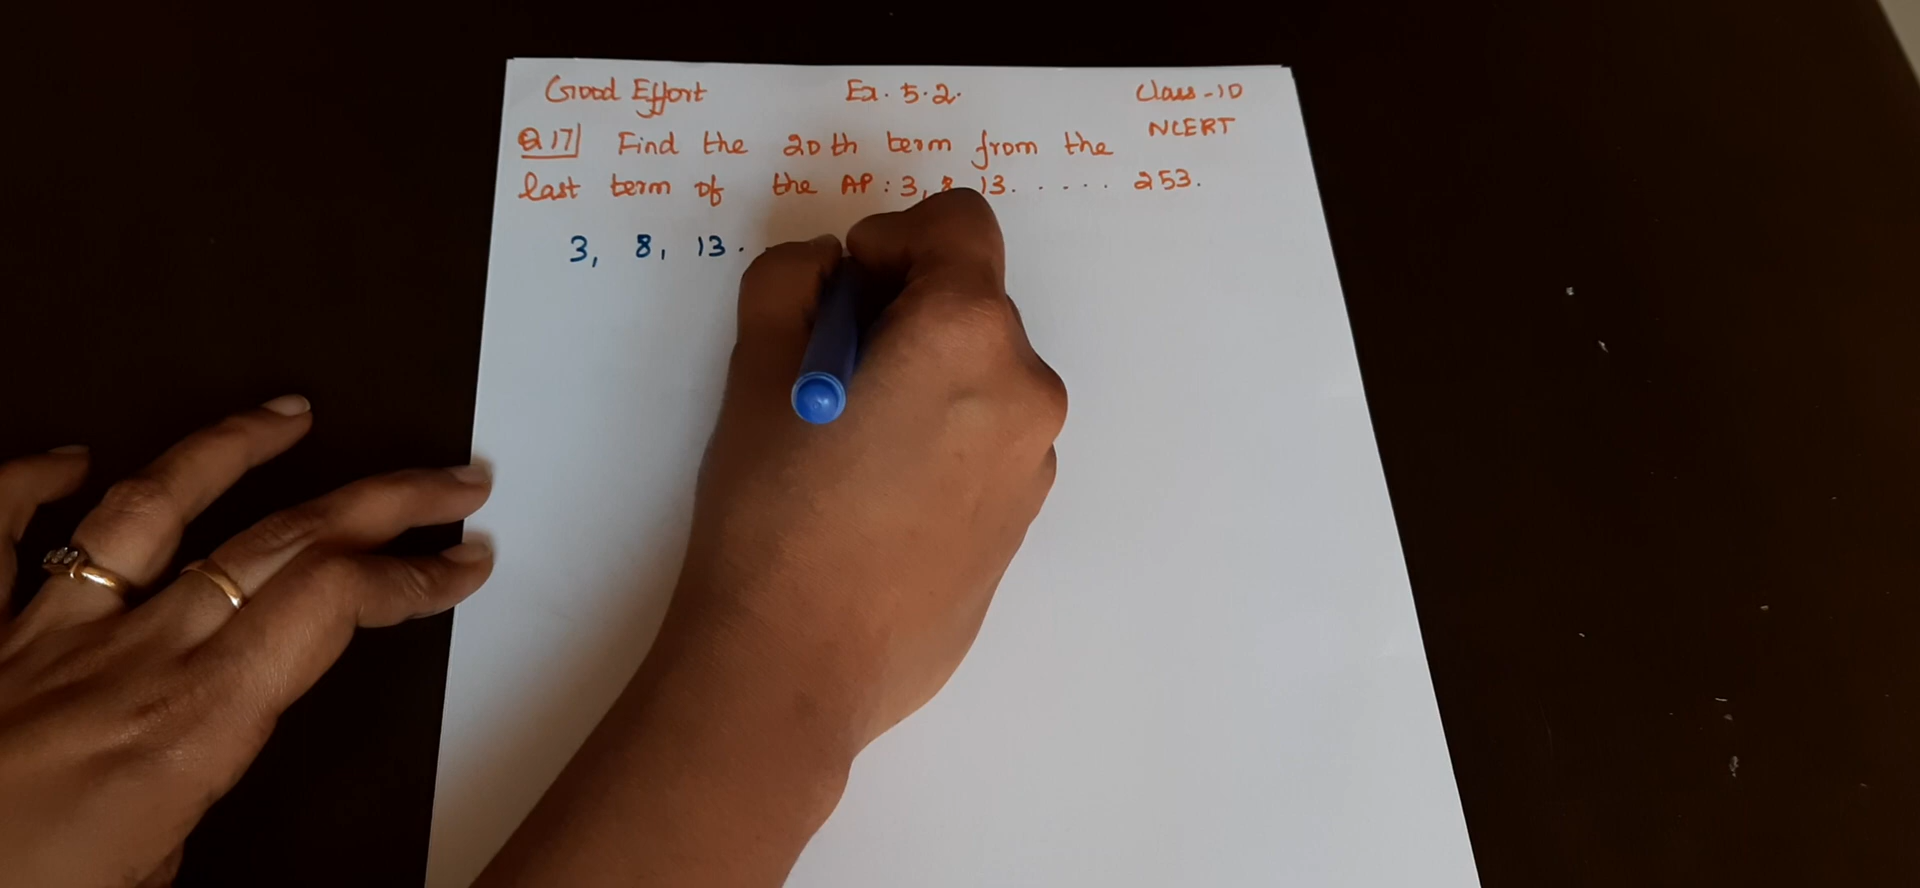 Good Effort Ex. 5.2. Class-10
NCERT
Q17 Find the 20th term from the
last term of the AP: 3, 8, 13. . . . . . 253.
3, 8, 13.